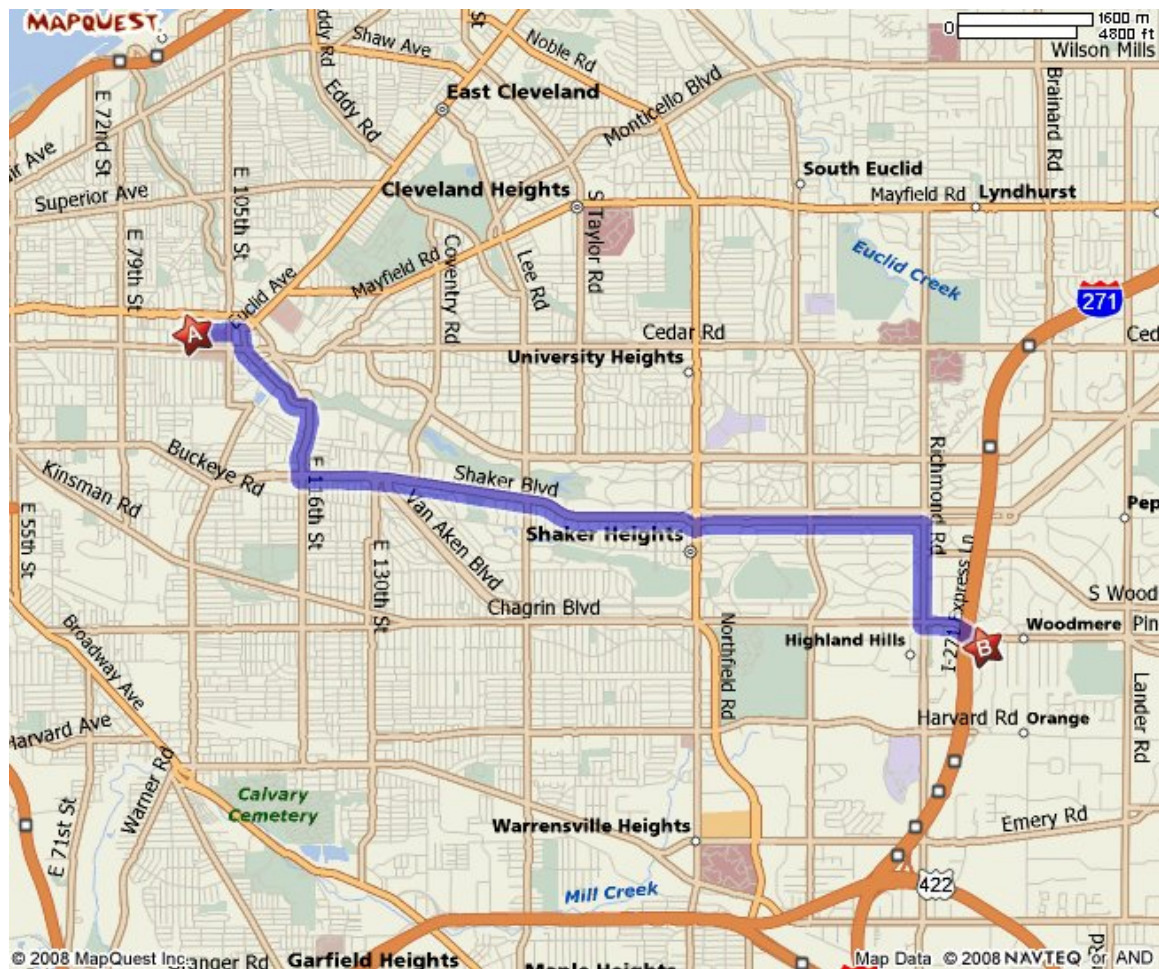 MAPQUEST.
0
1600 m
4800 ft
Wilson Mills
Shaw Ave
Noble Rd
Eddy Rd
East Cleveland
Monticello Blvd
Brainard Rd
E 72nd St
Superior Ave
E 105th St
Cleveland Heights
South Euclid
Mayfield Rd
Lyndhurst
S Taylor Rd
E 79th St
Euclid Ave
Mayfield Rd
Coventry Rd
Lee Rd
Euclid Creek
271
A
Cedar Rd
University Heights
Buckeye Rd
Kinsman Rd
E 55th St
E 116th St
Shaker Blvd
Van Aken Blvd
Richmond Rd
Shaker Heights
E 130th St
Chagrin Blvd
S Wood
Broadway Ave
Northfield Rd
Highland Hills
I-271 Express
B
Woodmere
Pin
Lander Rd
Harvard Ave
Harvard Rd
Orange
Warner Rd
E 71st St
Calvary
Cemetery
Warrensville Heights
Emery Rd
Mill Creek
422
© 2008 MapQuest Inc.
Garfield Heights
Map Data © 2008 NAVTEQ or AND